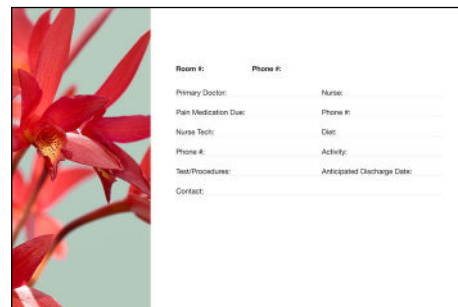 Room #: Phone #:
Primary Doctor: Nurse:
Pain Medication Due: Phone #:
Nurse Tech: Diet:
Phone #: Activity:
Test/Procedures: Anticipated Discharge Date:
Contact: